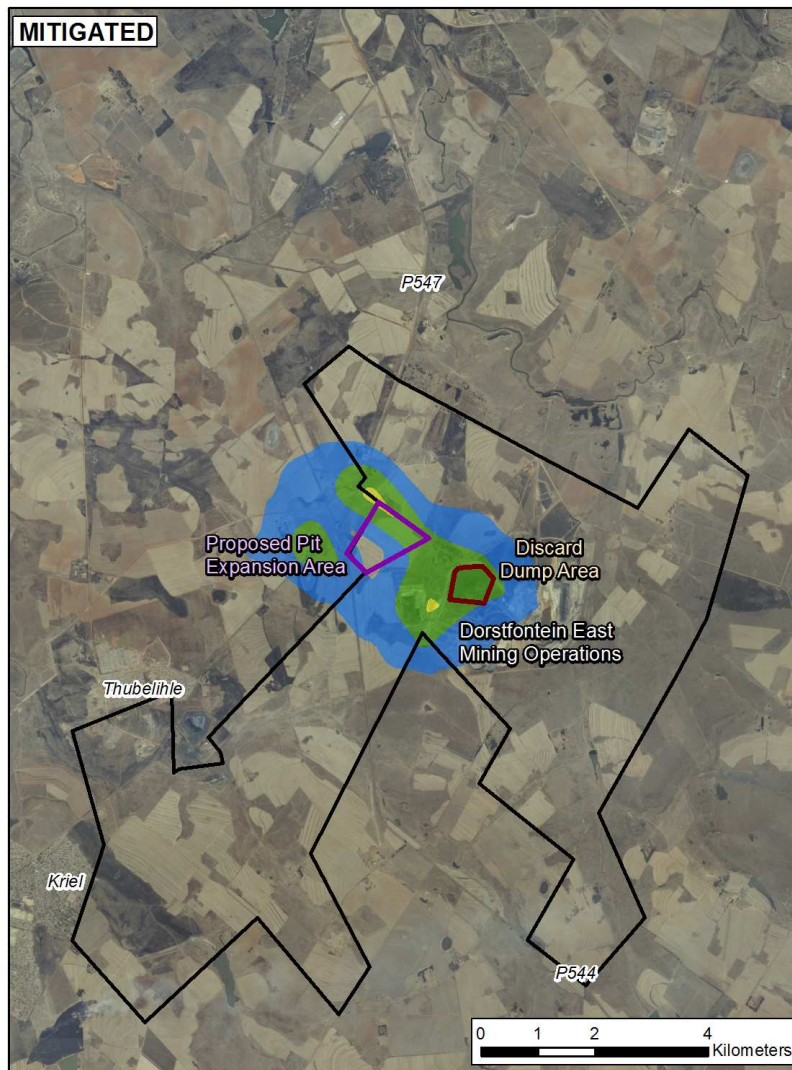 MITIGATED
P547
Proposed Pit
Expansion Area
Discard
Dump Area
Dorstfontein East
Mining Operations
Thubelihle
Kriel
P544
0 1 2 4
Kilometers